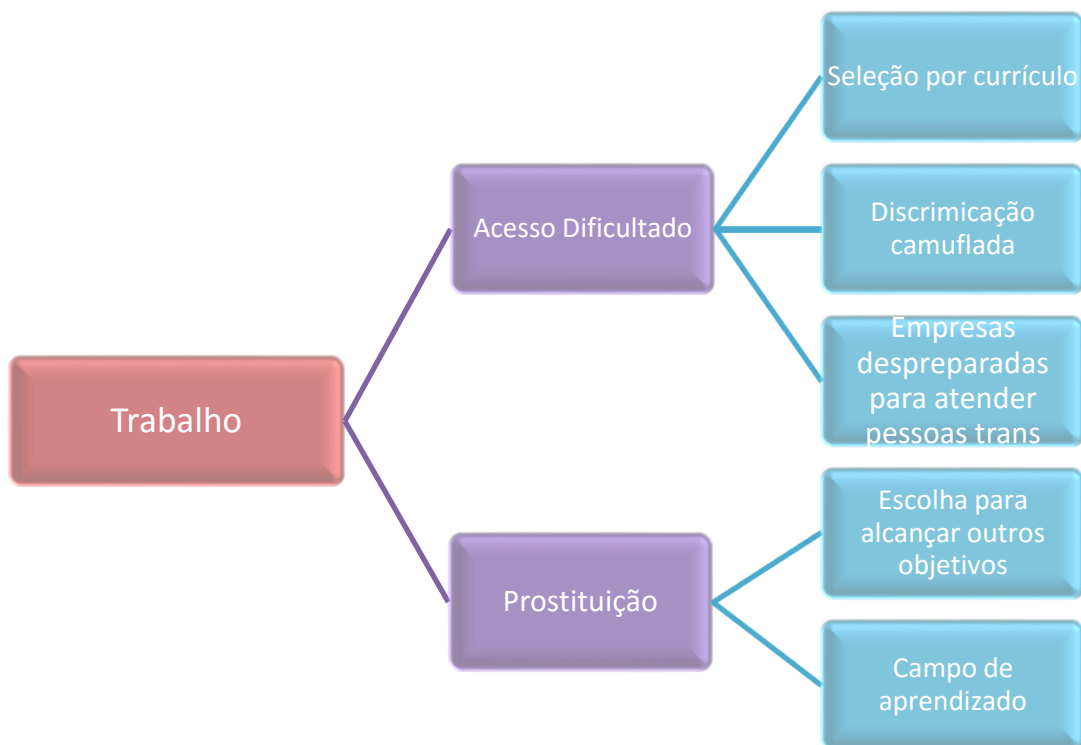 Trabalho
Acesso Dificultado
Seleção por currículo
Discrimicação
camuflada
Empresas
despreparadas
para atender
pessoas trans
Prostituição
Escolha para
alcançar outros
objetivos
Campo de
aprendizado